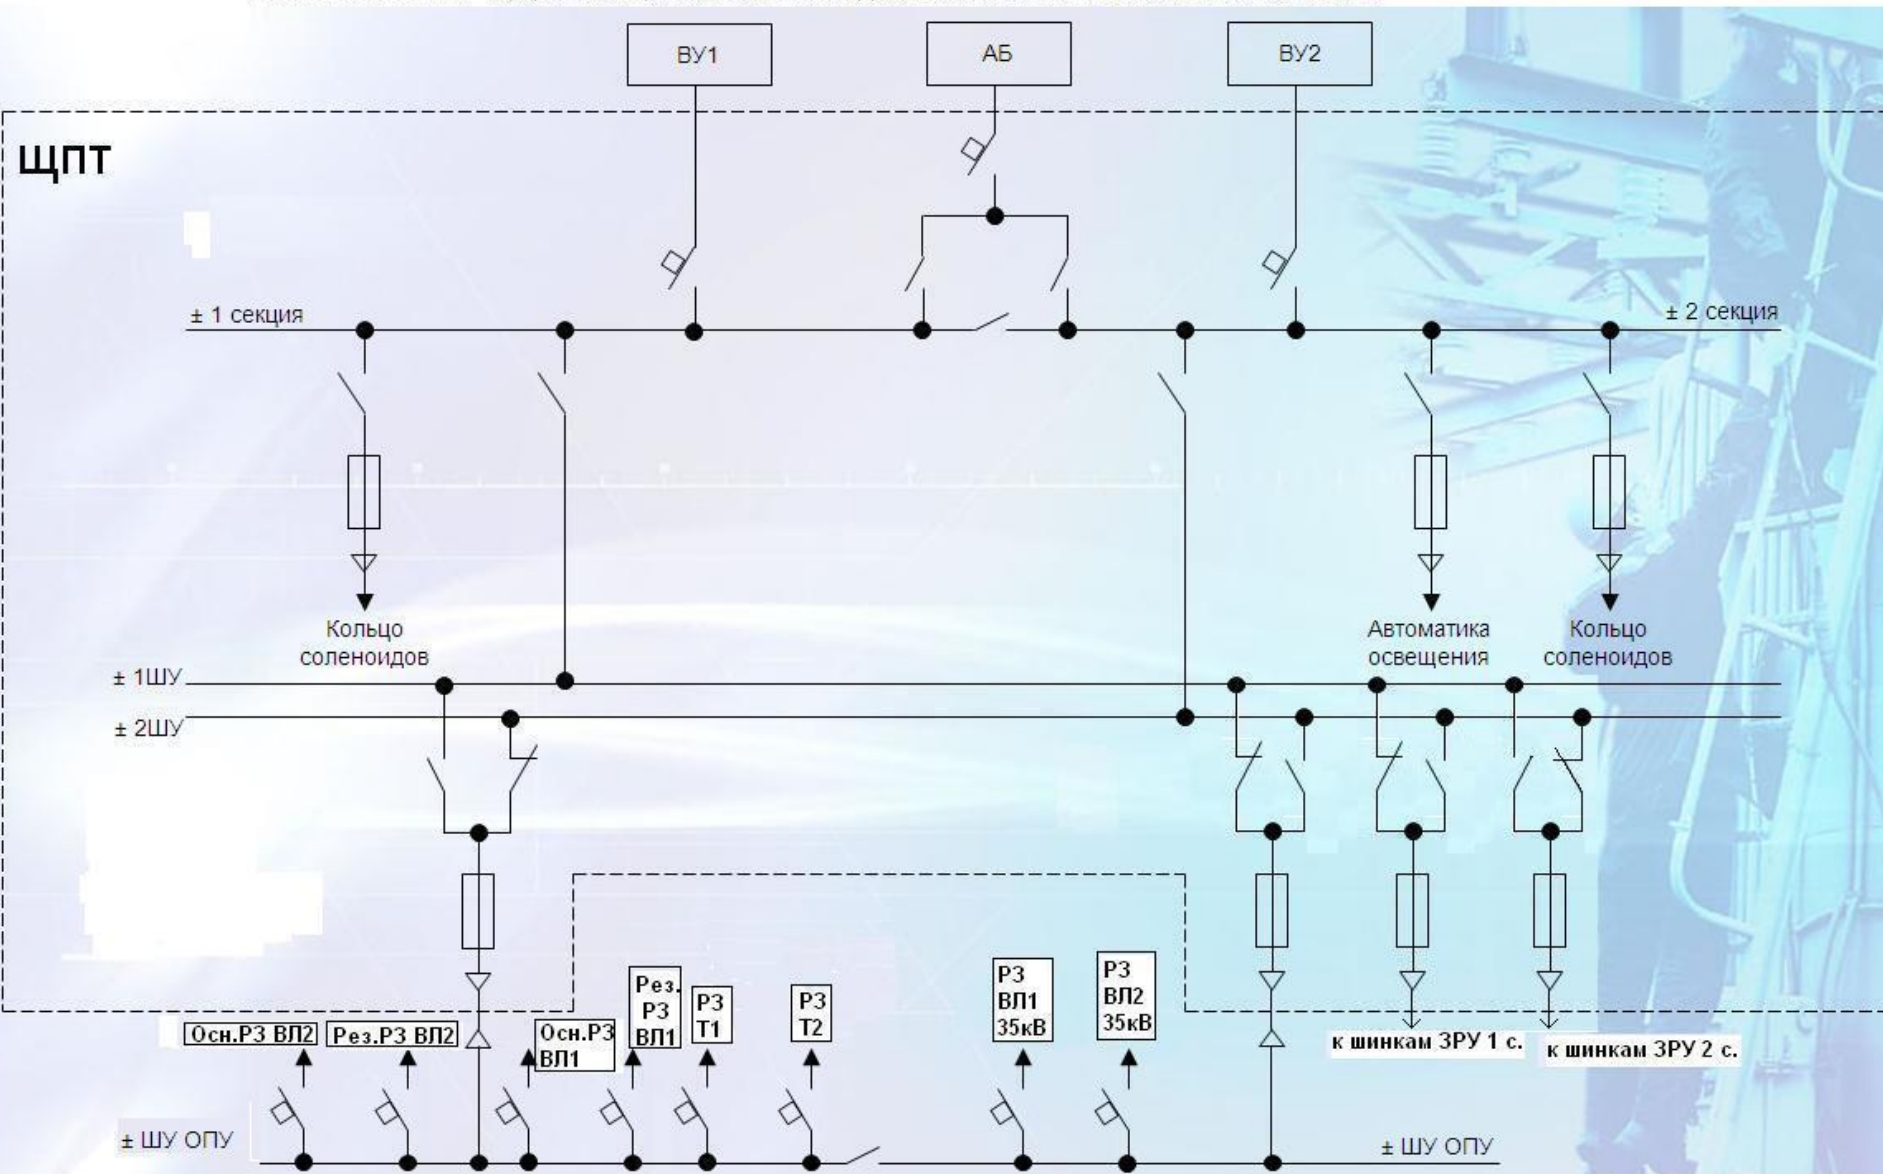 ВУ1
АБ
ВУ2
ЩПТ
± 1 секция
± 2 секция
Кольцо
соленоидов
Автоматика
освещения
Кольцо
соленоидов
± 1ШУ
± 2ШУ
Осн.РЗ ВЛ2
Рез.РЗ ВЛ2
Осн.РЗ
ВЛ1
Рез.
РЗ
ВЛ1
РЗ
Т1
РЗ
Т2
РЗ
ВЛ1
35кВ
РЗ
ВЛ2
35кВ
к шинкам ЗРУ 1 с.
к шинкам ЗРУ 2 с.
± ШУ ОПУ
± ШУ ОПУ